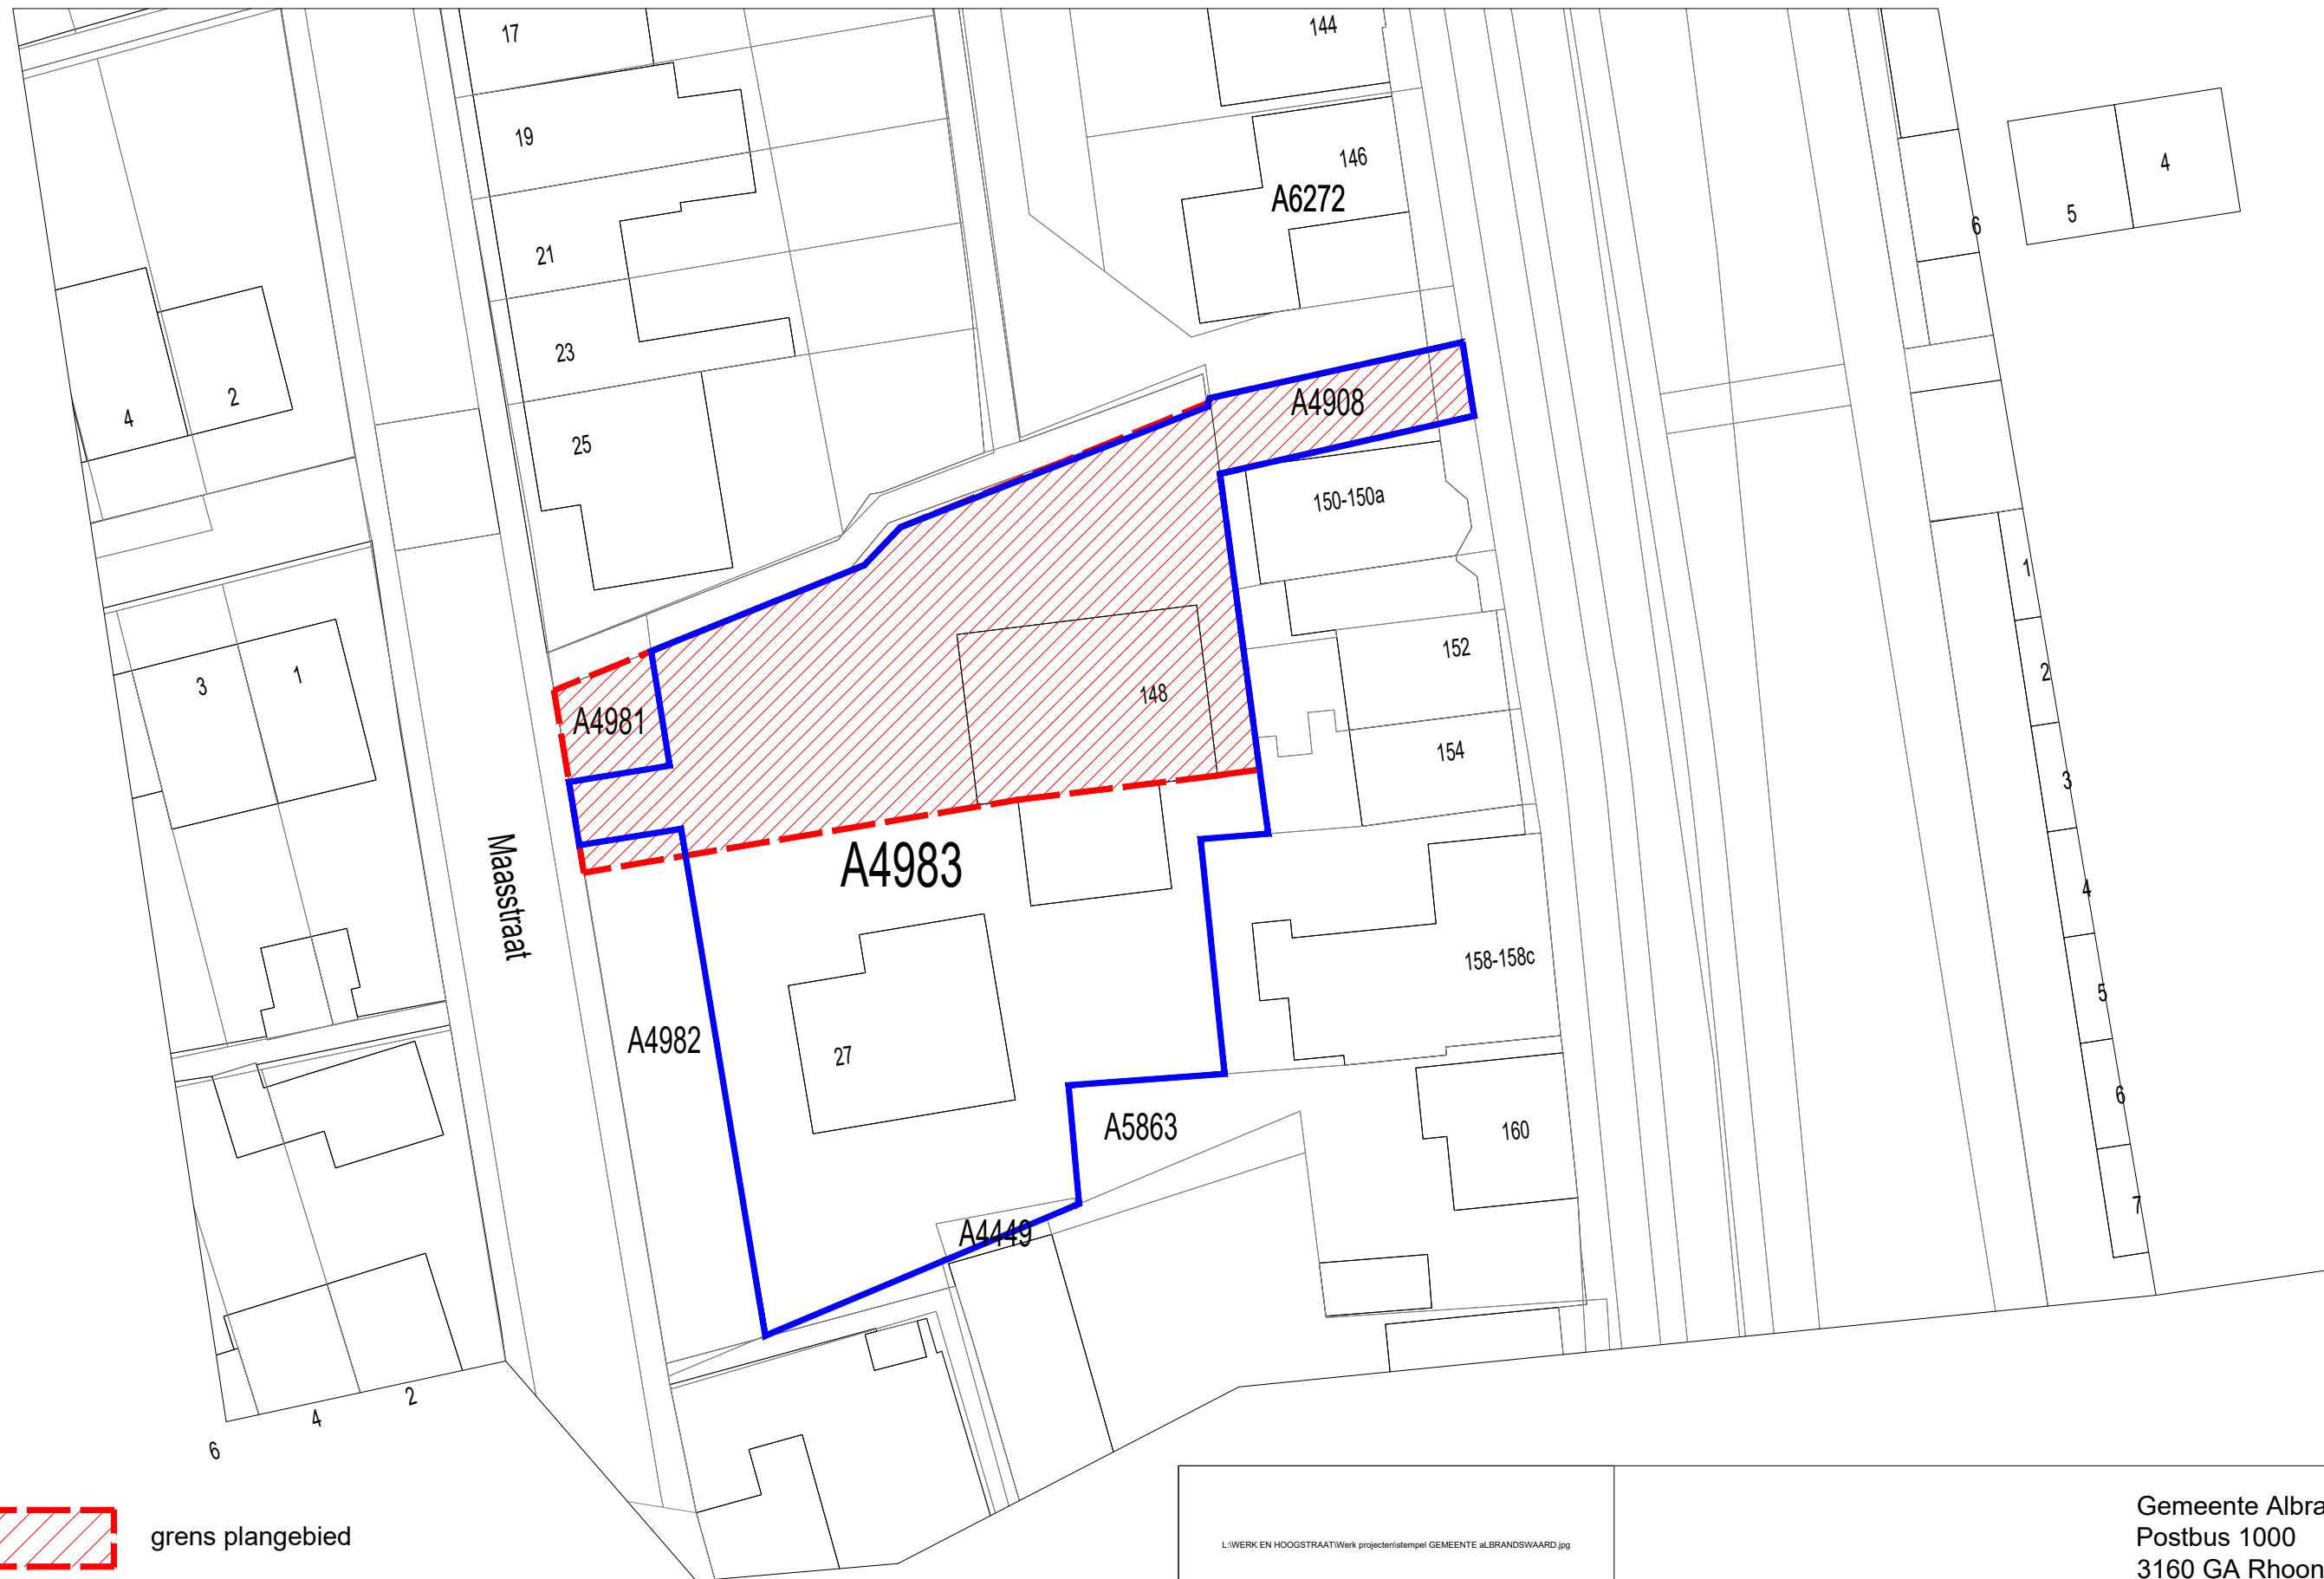 17
144
19
146
4
A6272
5
6
21
23
4
2
A4908
25
150-150a
1
152
2
3
1
148
A4981
154
3
A4983
Maasstraat
4
158-158c
5
A4982
27
6
A5863
160
7
A4449
2
4
6
grens plangebied
L:\WERK EN HOOGSTRAAT\Werk projecten\stempel GEMEENTE aLBRANDSWAARD.jpg
Gemeente Albra
Postbus 1000
3160 GA Rhoon